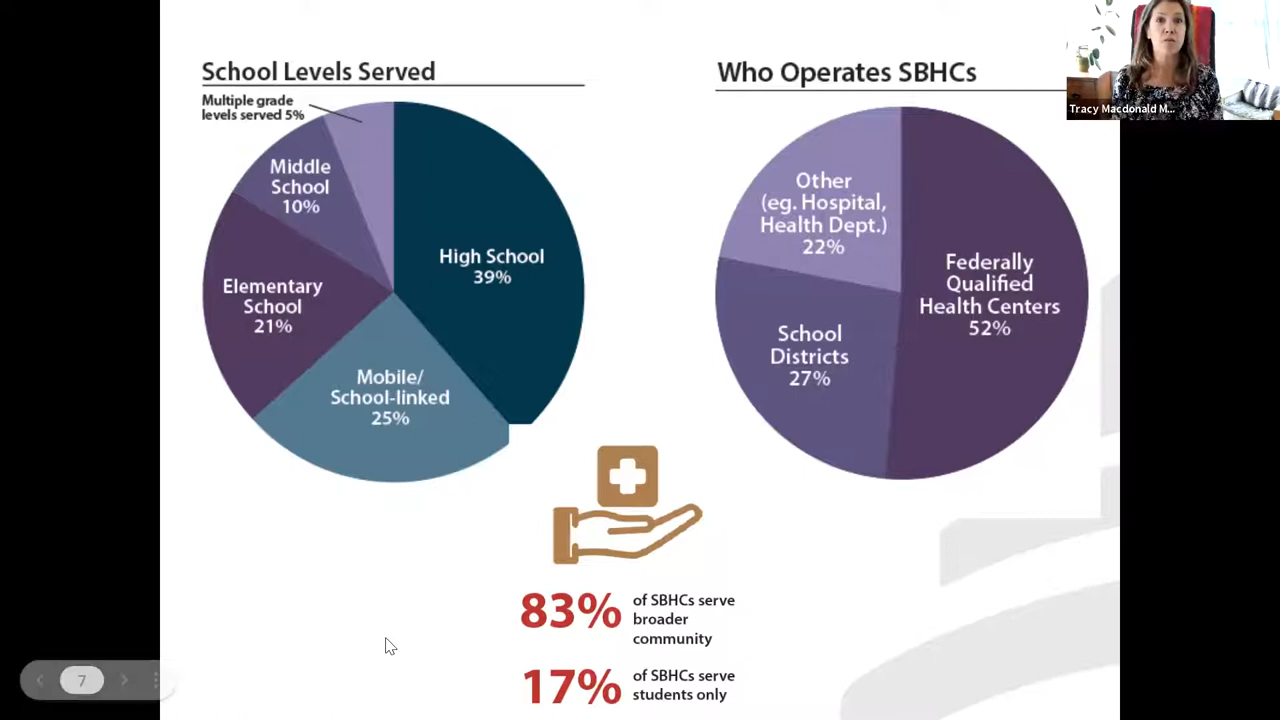 School Levels Served
Multiple grade
levels served 5%
Middle
School
10%
High School
39%
Elementary
School
21%
Mobile/
School-linked
25%
Who Operates SBHCs
Other
(eg. Hospital,
Health Dept.)
22%
Federally
Qualified
Health Centers
52%
School
Districts
27%
83%
of SBHCs serve
broader
community
17%
of SBHCs serve
students only
Tracy Macdonald M...
7